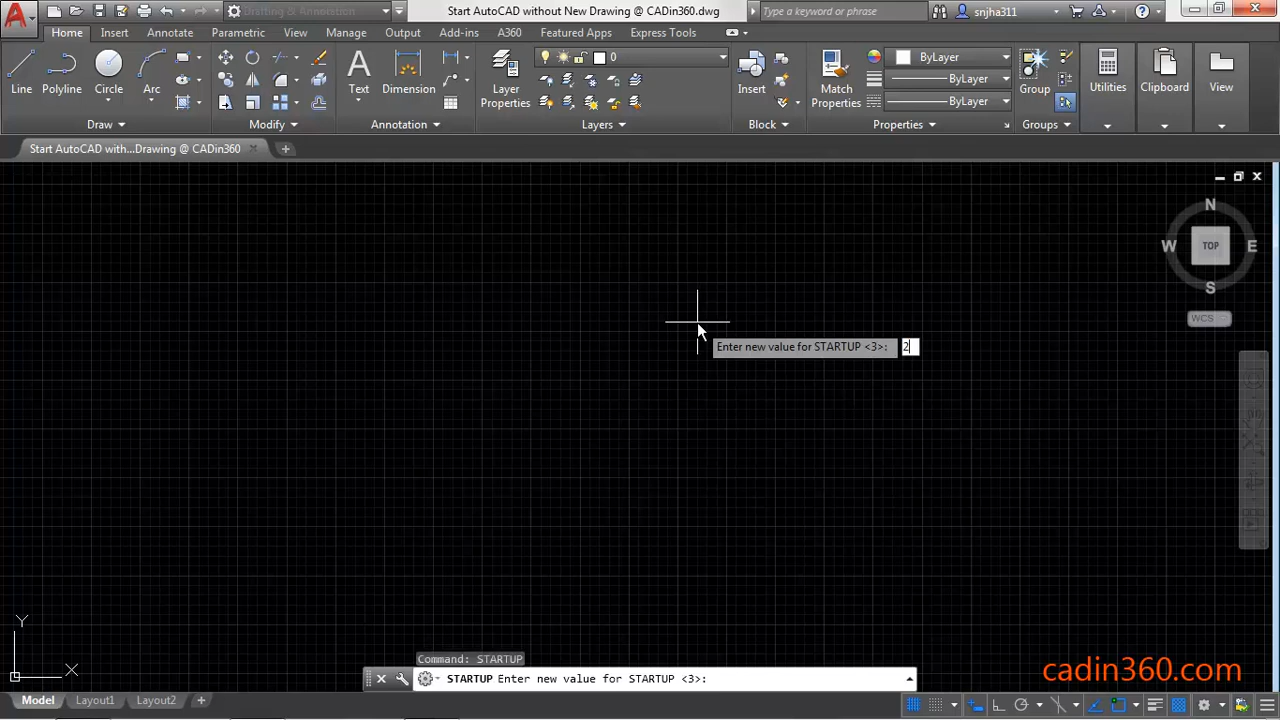 Drafting & Annotation
Start AutoCAD without New Drawing @ CADin360.dwg
Type a keyword or phrase
snjha311
Home Insert Annotate Parametric View Manage Output Add-ins A360 Featured Apps Express Tools
0
ByLayer
ByLayer
ByLayer
Line Polyline Circle Arc Text Dimension Layer Properties Insert Match Properties Group Utilities Clipboard View
Draw Modify Annotation Layers Block Properties Groups
Start AutoCAD with...Drawing @ CADin360
N
W TOP E
S
WCS
Enter new value for STARTUP <3>: 2
Y
X
Command: STARTUP
STARTUP Enter new value for STARTUP <3>:
cadin360.com
Model Layout1 Layout2